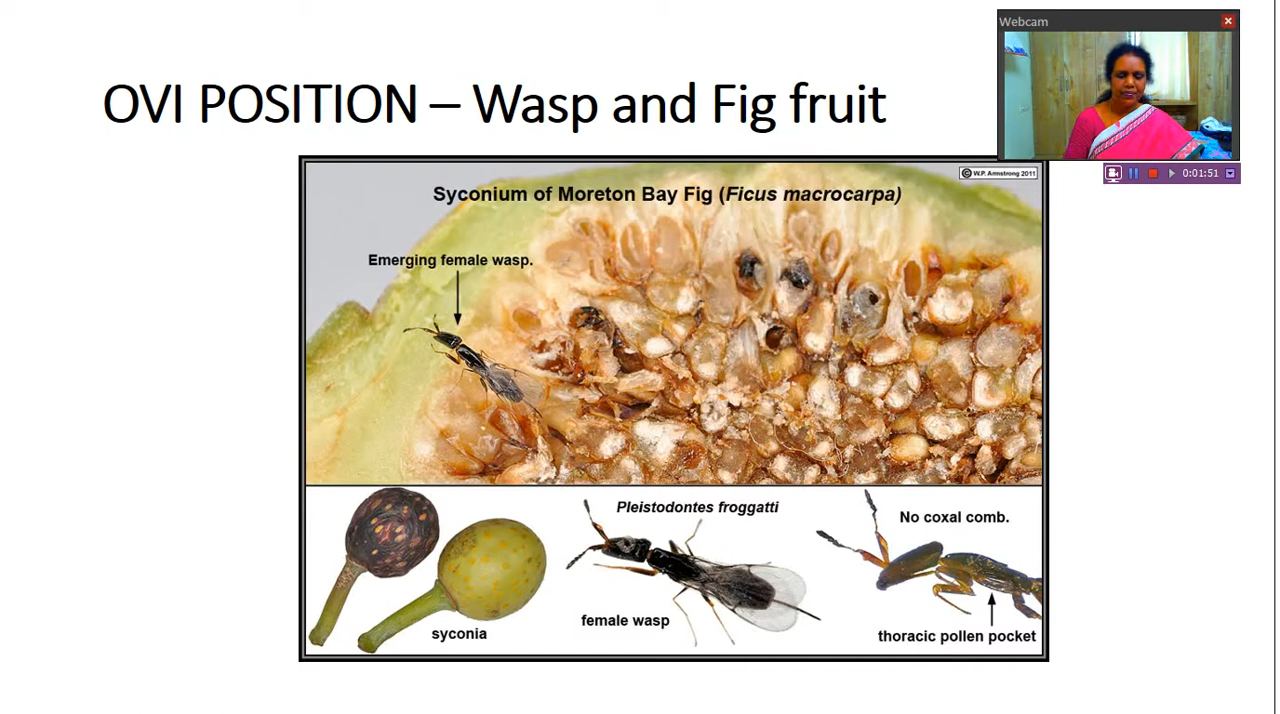 Webcam
OVI POSITION – Wasp and Fig fruit
0:01:51
© W.P. Armstrong 2011
Syconium of Moreton Bay Fig (Ficus macrocarpa)
Emerging female wasp.
Pleistodontes froggatti
No coxal comb.
female wasp
syconia
thoracic pollen pocket